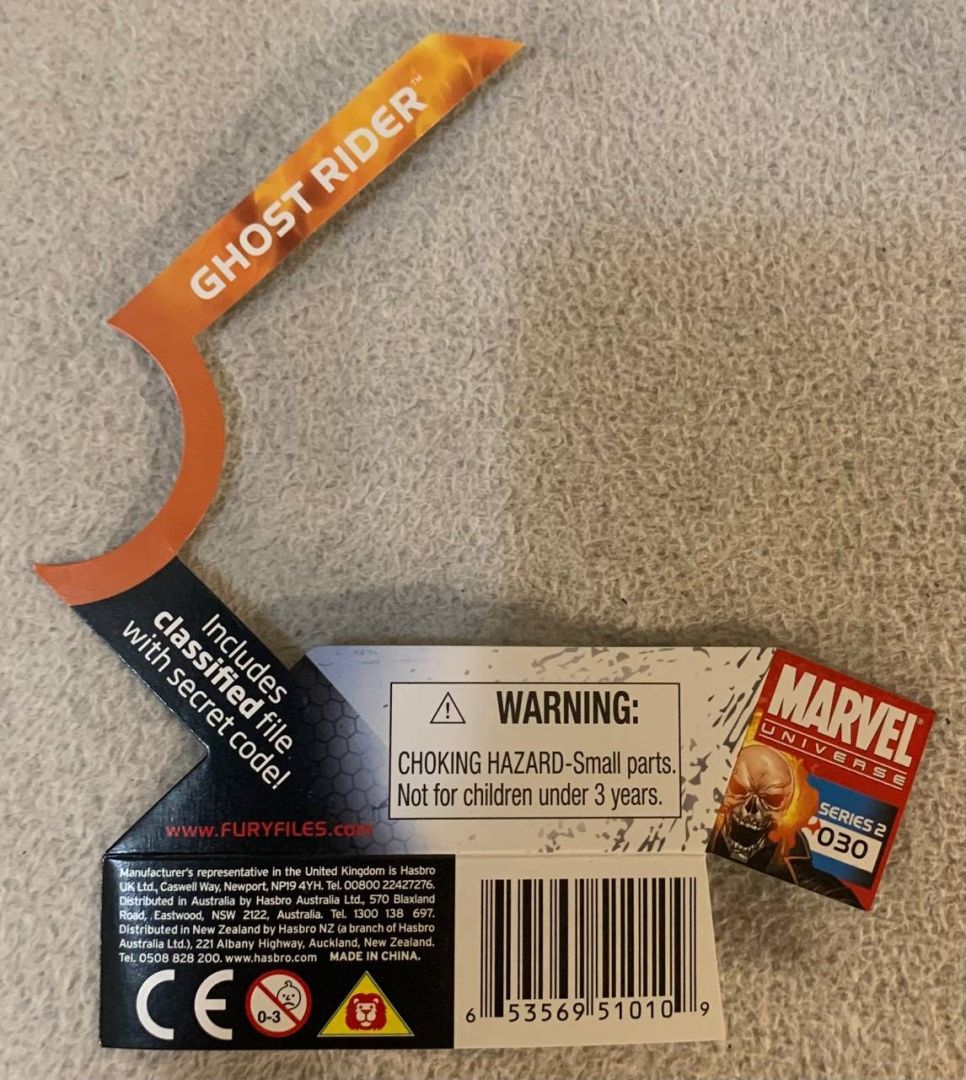 GHOST RIDER™
Includes
classified file
with secret code!
WARNING:
CHOKING HAZARD-Small parts.
Not for children under 3 years.
www.FURYFILES.com
MARVEL®
UNIVERSE
SERIES 2
030
Manufacturer's representative in the United Kingdom is Hasbro
UK Ltd., Caswell Way, Newport, NP19 4YH. Tel. 00800 22427276.
Distributed in Australia by Hasbro Australia Ltd., 570 Blaxland
Road, Eastwood, NSW 2122, Australia. Tel. 1300 138 697.
Distributed in New Zealand by Hasbro NZ (a branch of Hasbro
Australia Ltd.), 221 Albany Highway, Auckland, New Zealand.
Tel. 0508 828 200. www.hasbro.com MADE IN CHINA.
CE
0-3
6 53569 51010 9